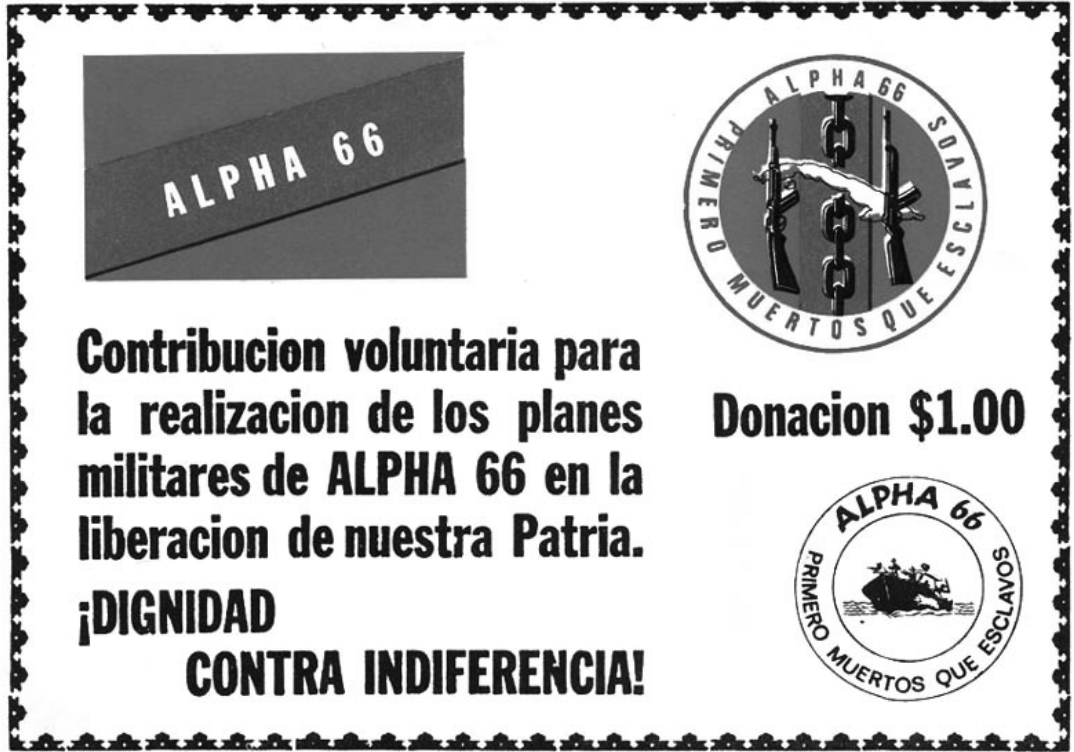 ALPHA 66
ALPHA 66
PRIMERO MUERTOS QUE ESCLAVOS
Contribucion voluntaria para
la realizacion de los planes
militares de ALPHA 66 en la
liberacion de nuestra Patria.
¡DIGNIDAD
CONTRA INDIFERENCIA!
Donacion $1.00
ALPHA 66
PRIMERO MUERTOS QUE ESCLAVOS